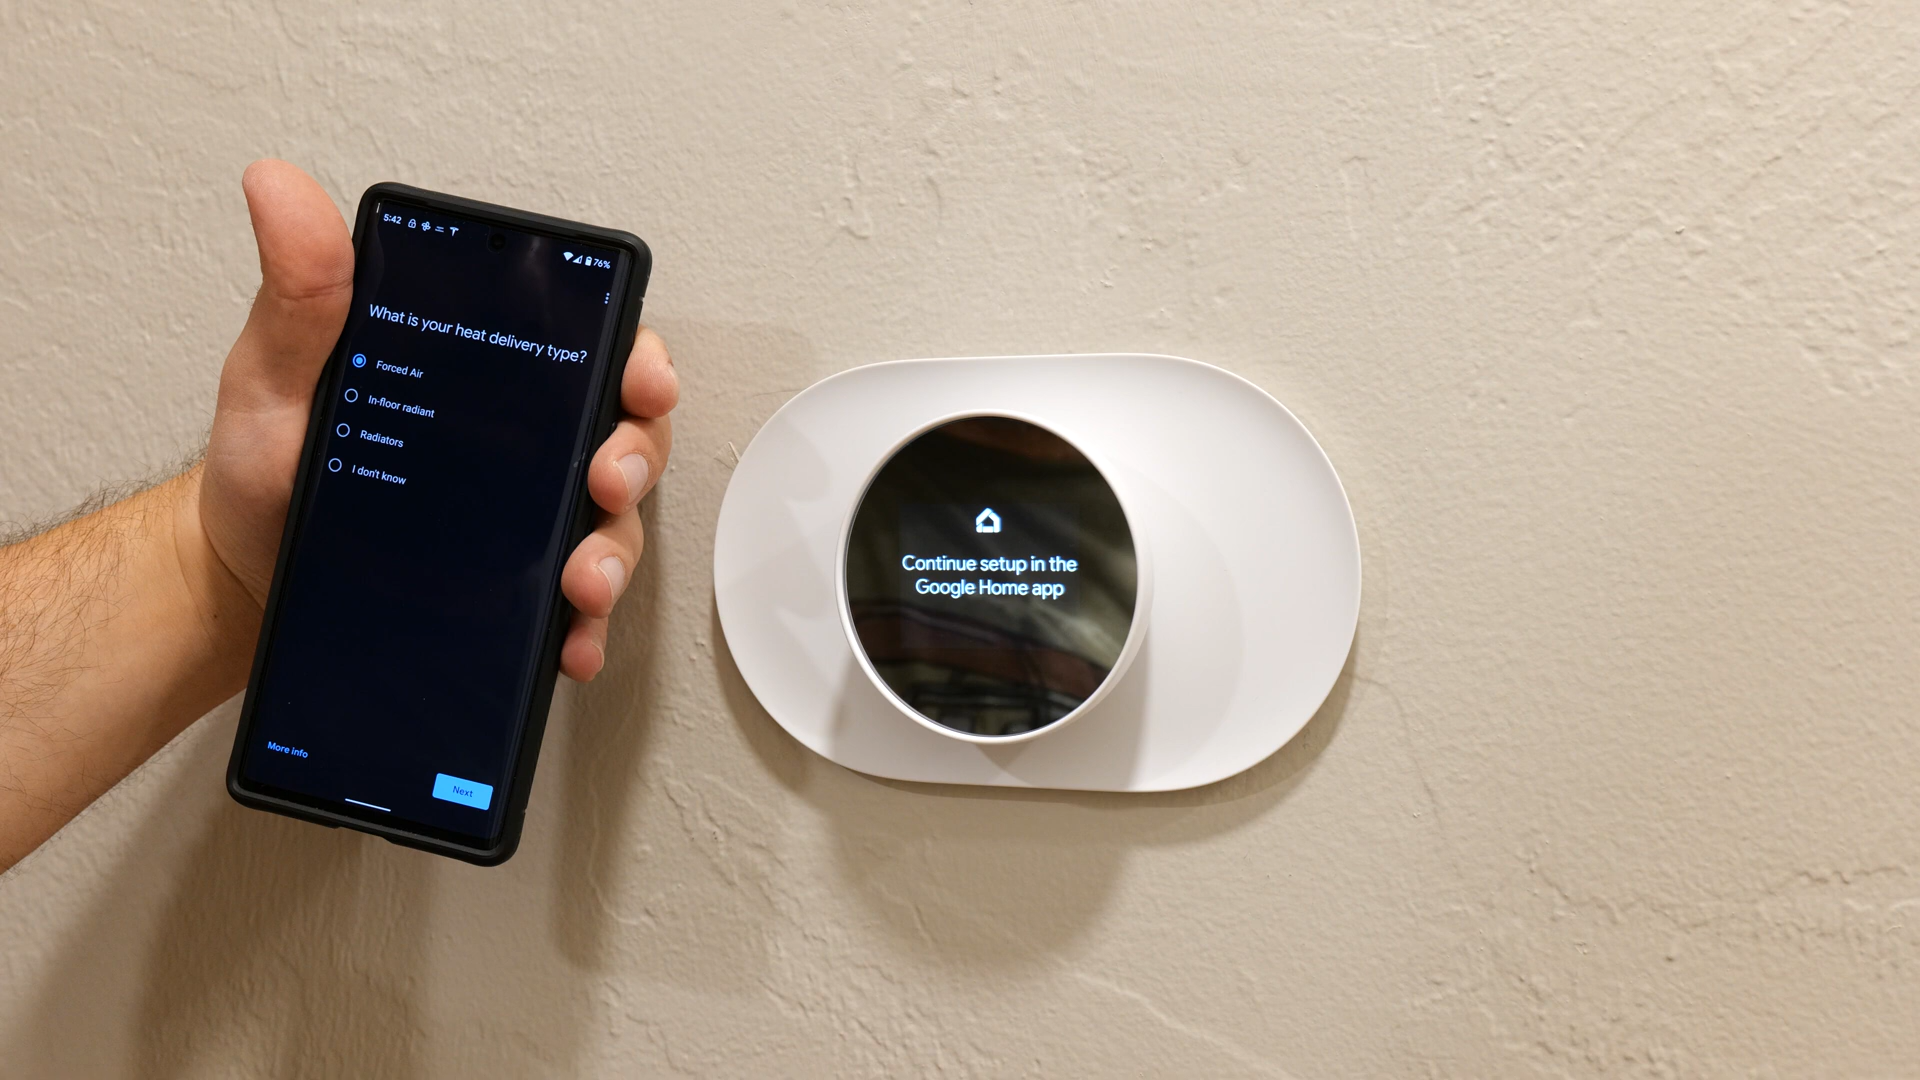 5:42
76%
What is your heat delivery type?
Forced Air
In-floor radiant
Radiators
I don't know
More info
Next
Continue setup in the
Google Home app